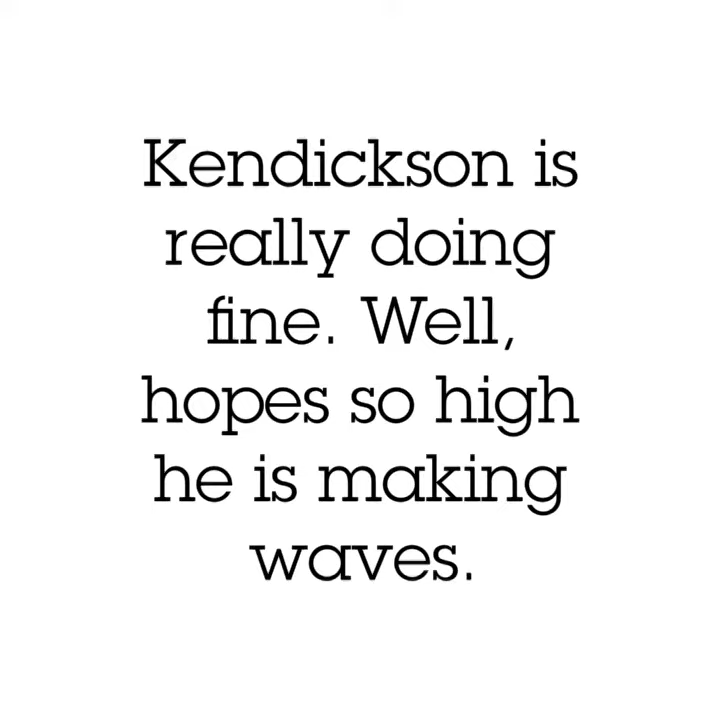 Kendickson is
really doing
fine. Well,
hopes so high
he is making
waves.